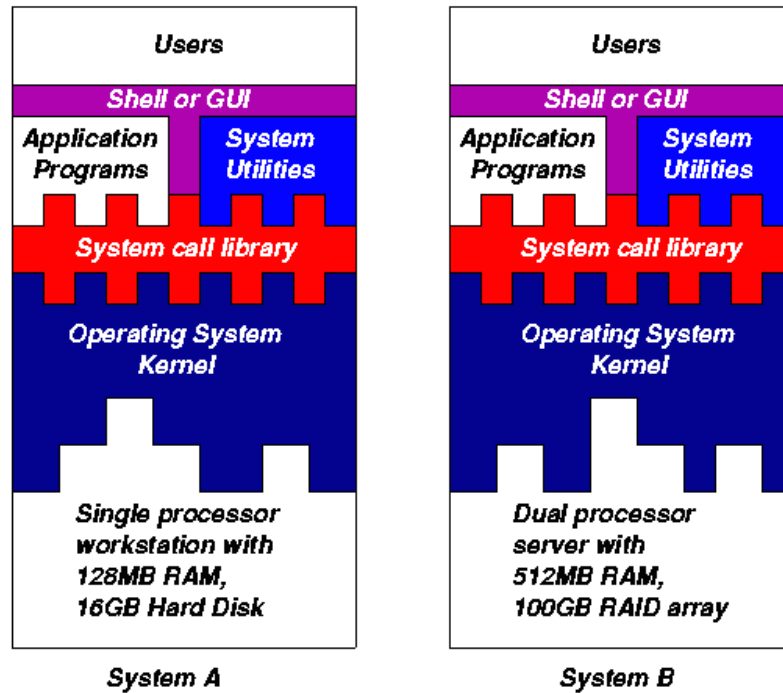 Users
Shell or GUI
Application
Programs
System
Utilities
System call library
Operating System
Kernel
Single processor
workstation with
128MB RAM,
16GB Hard Disk
System A
Users
Shell or GUI
Application
Programs
System
Utilities
System call library
Operating System
Kernel
Dual processor
server with
512MB RAM,
100GB RAID array
System B